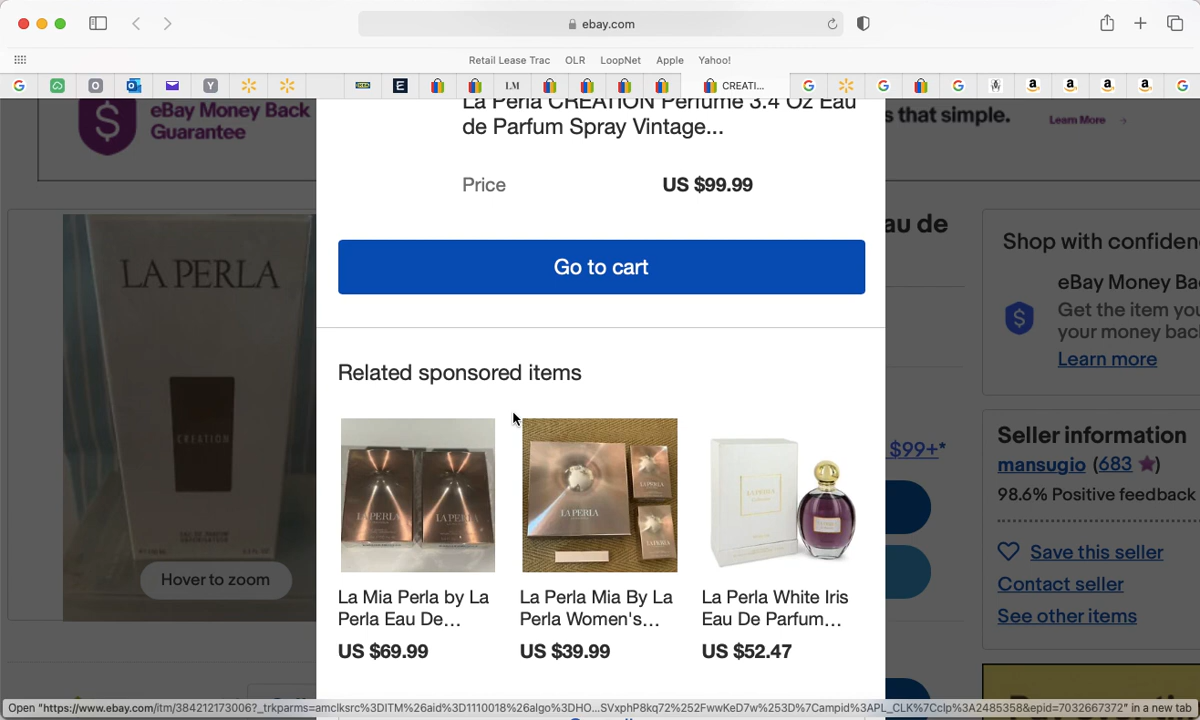 ebay.com
Retail Lease Trac OLR LoopNet Apple Yahoo!
CREATI...
eBay Money Back
Guarantee
s that simple.
Learn More
La Perla CREATION Perfume 3.4 Oz Eau
de Parfum Spray Vintage...
Price US $99.99
Go to cart
Related sponsored items
La Mia Perla by La
Perla Eau De...
US $69.99
La Perla Mia By La
Perla Women's...
US $39.99
La Perla White Iris
Eau De Parfum...
US $52.47
LA PERLA
CREATION
Hover to zoom
au de
$99+*
Shop with confiden
eBay Money Ba
Get the item you
your money back
Learn more
Seller information
mansugio (683)
98.6% Positive feedback
Save this seller
Contact seller
See other items
Open "https://www.ebay.com/itm/384212173006?_trkparms=amclksrc%3DITM%26aid%3D1110018%26algo%3DHO...SVxphP8kq72%252FwwKeD7w%253D%7Campid%3APL_CLK%7Cclp%3A2485358&epid=7032667372" in a new tab